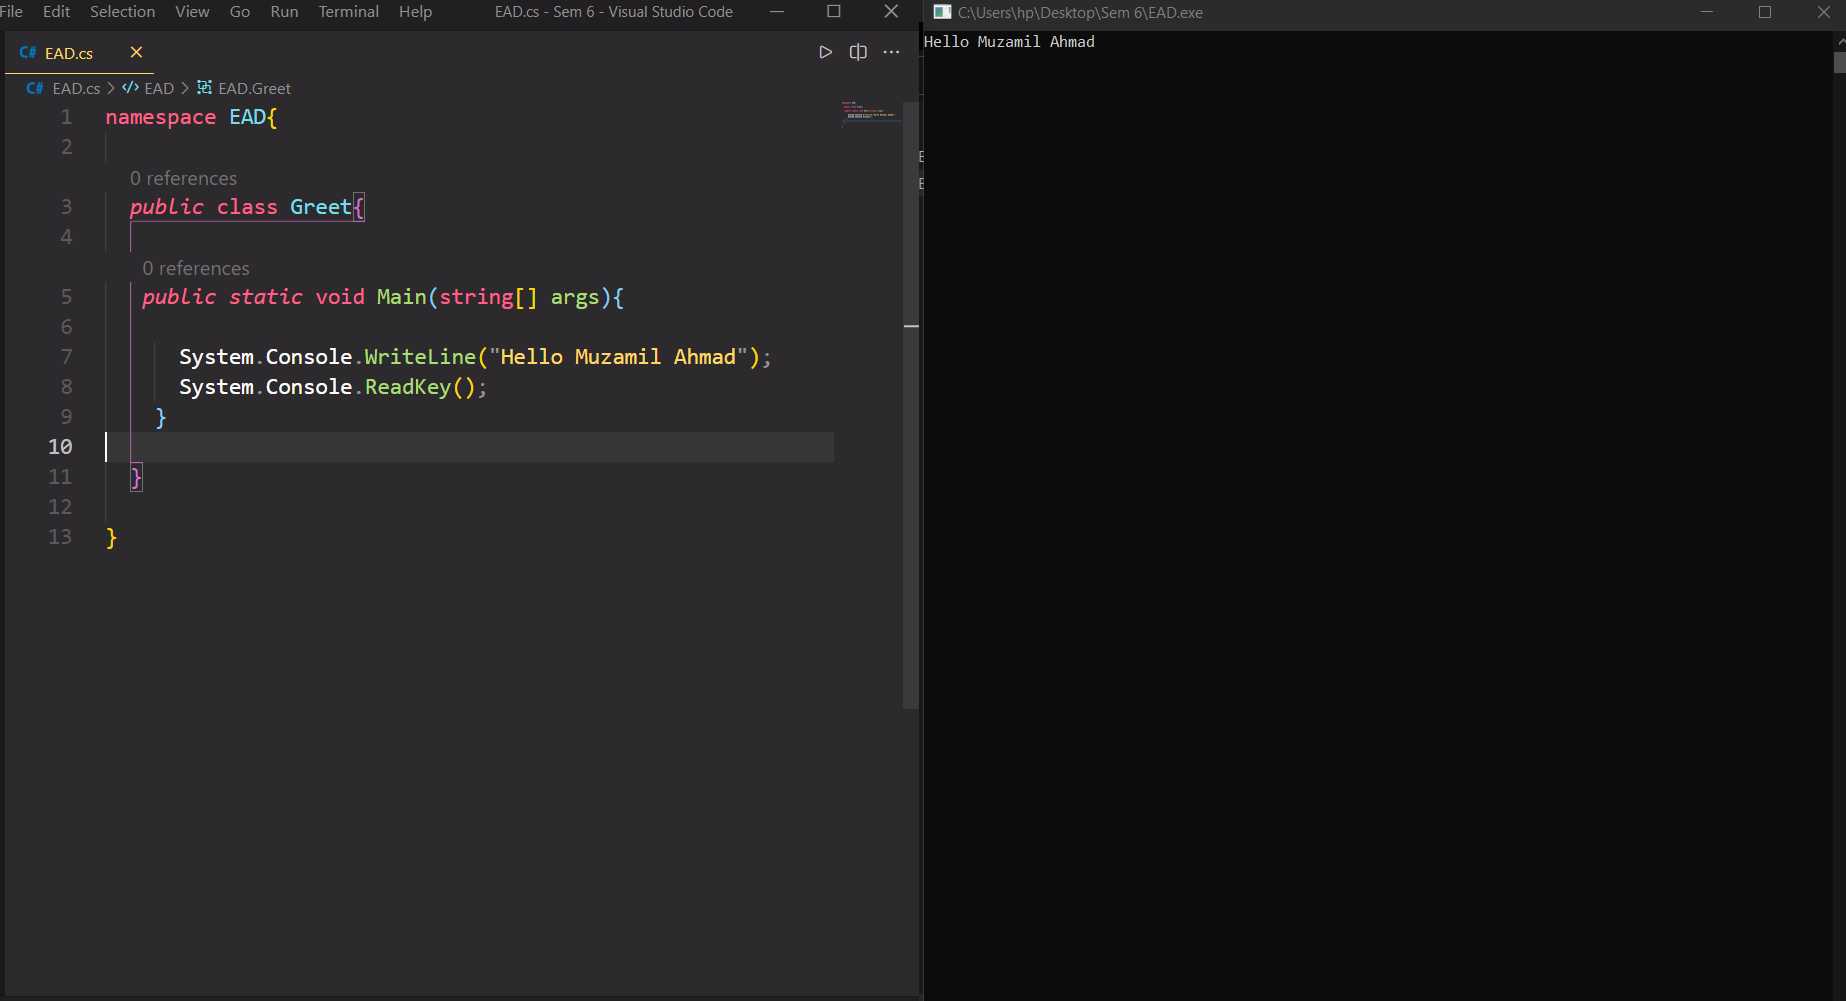 File Edit Selection View Go Run Terminal Help EAD.cs - Sem 6 - Visual Studio Code
C# EAD.cs
C# EAD.cs > EAD > EAD.Greet
1 namespace EAD{
2
0 references
3 public class Greet{
4
0 references
5 public static void Main(string[] args){
6
7 System.Console.WriteLine("Hello Muzamil Ahmad");
8 System.Console.ReadKey();
9 }
10
11 }
12
13 }
C:\Users\hp\Desktop\Sem 6\EAD.exe
Hello Muzamil Ahmad